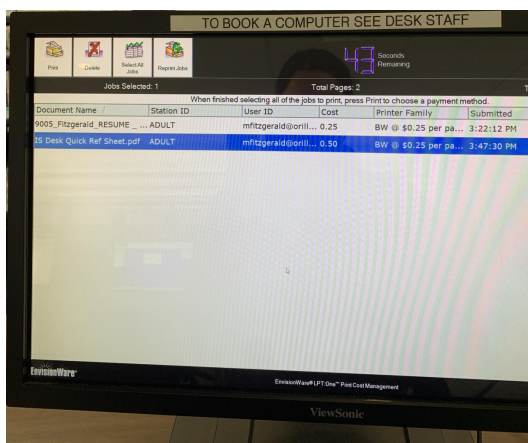 TO BOOK A COMPUTER SEE DESK STAFF
Print
Delete
Select All
Jobs
Reprint Jobs
43
Seconds
Remaining
Jobs Selected: 1
Total Pages: 2
When finished selecting all of the jobs to print, press Print to choose a payment method.
Document Name / Station ID User ID Cost Printer Family Submitted
9005_Fitzgerald_RESUME _ ... ADULT mfitzgerald@orill... 0.25 BW @ $0.25 per pa... 3:22:12 PM
IS Desk Quick Ref Sheet.pdf ADULT mfitzgerald@orill... 0.50 BW @ $0.25 per pa... 3:47:30 PM
EnvisionWare®
EnvisionWare® LPT:One™ Print Cost Management
ViewSonic